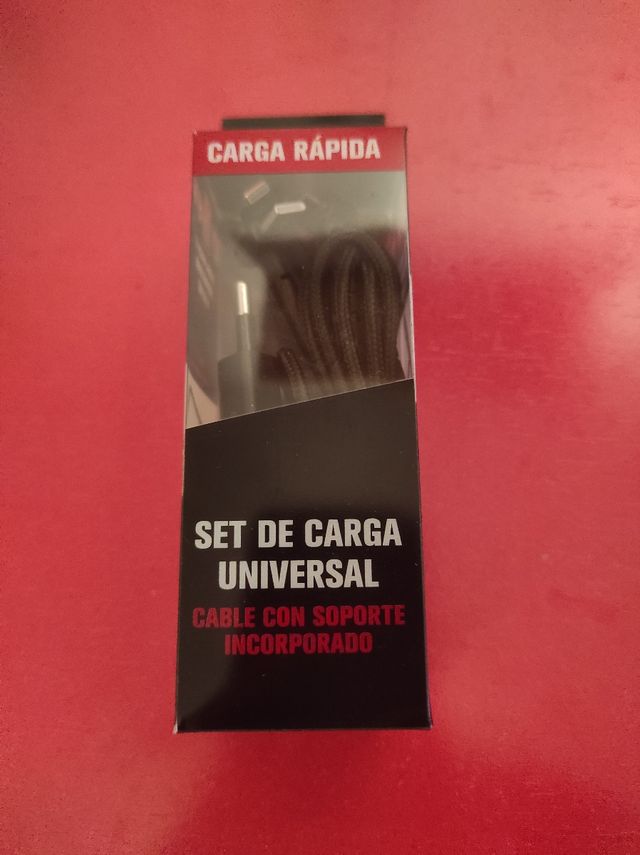 CARGA RÁPIDA
SET DE CARGA
UNIVERSAL
CABLE CON SOPORTE
INCORPORADO